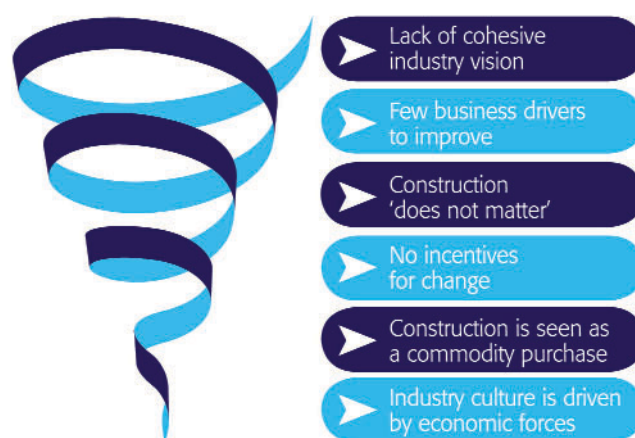 Lack of cohesive
industry vision
Few business drivers
to improve
Construction
‘does not matter’
No incentives
for change
Construction is seen as
a commodity purchase
Industry culture is driven
by economic forces